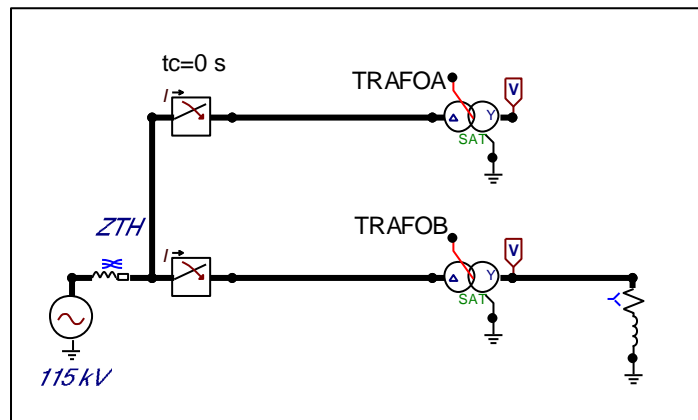 tc=0 s
I
TRAFOA
V
Δ
Y
SAT
ZTH
I
TRAFOB
V
Δ
Y
SAT
115 kV